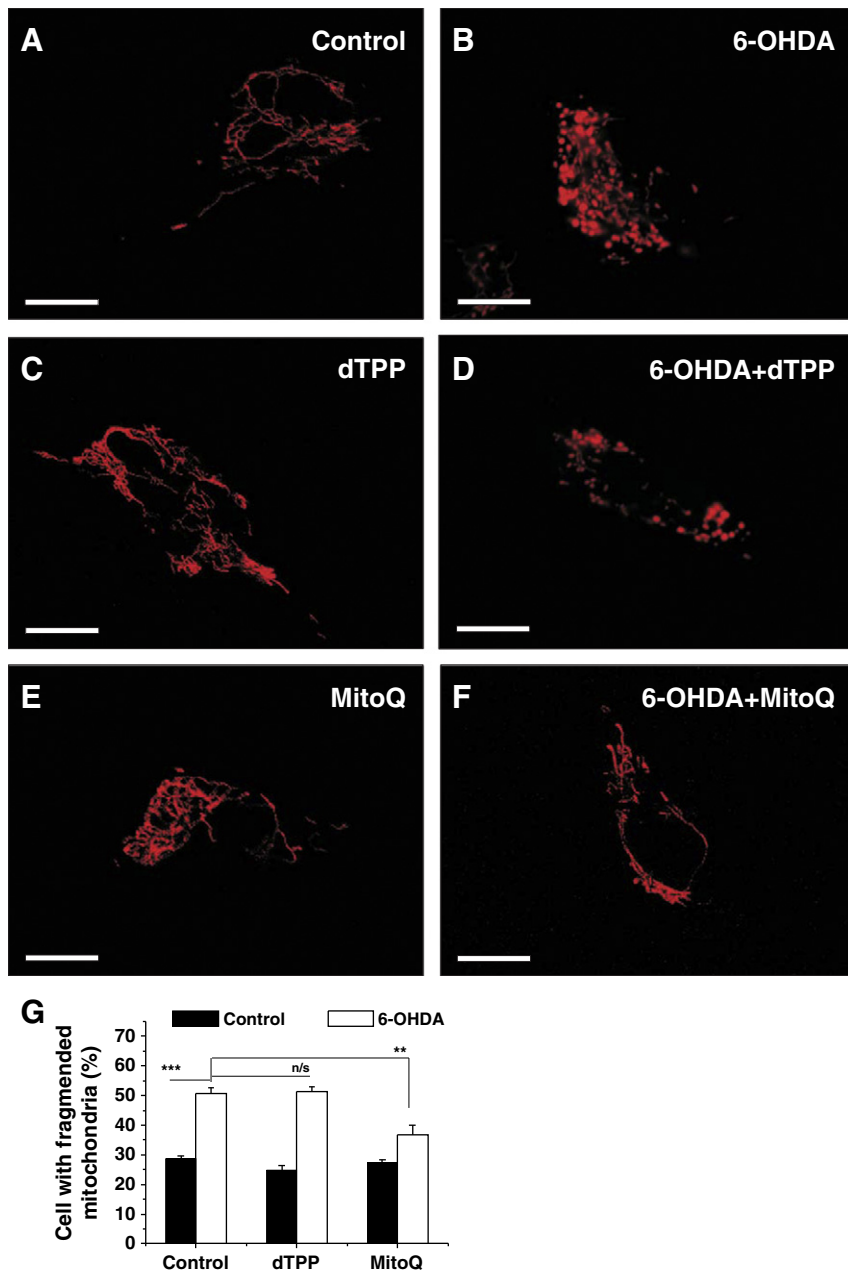 A Control
B 6-OHDA
C dTPP
D 6-OHDA+dTPP
E MitoQ
F 6-OHDA+MitoQ
G
Control 6-OHDA
Cell with fragmended
mitochondria (%)
70
60
50
40
30
20
10
0
***
n/s
**
Control dTPP MitoQ